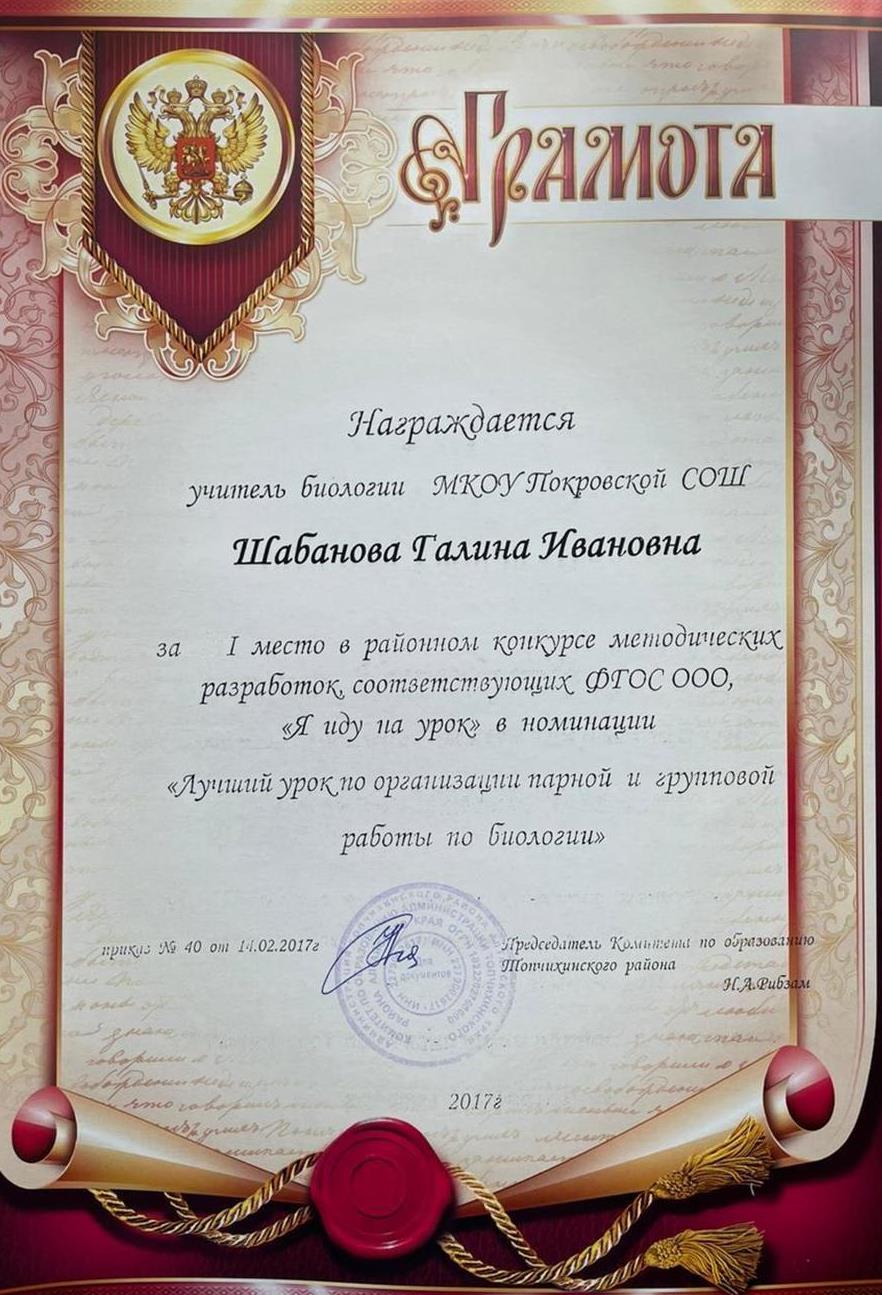 Грамота
Награждается
учитель биологии МКОУ Покровской СОШ
Шабанова Галина Ивановна
за I место в районном конкурсе методических
разработок, соответствующих ФГОС ООО,
«Я иду на урок» в номинации
«Лучший урок по организации парной и групповой
работы по биологии»
приказ № 40 от 14.02.2017г
Председатель Комитета по образованию
Топчихинского района
Н.А.Рибзам
Для
документов
2017г